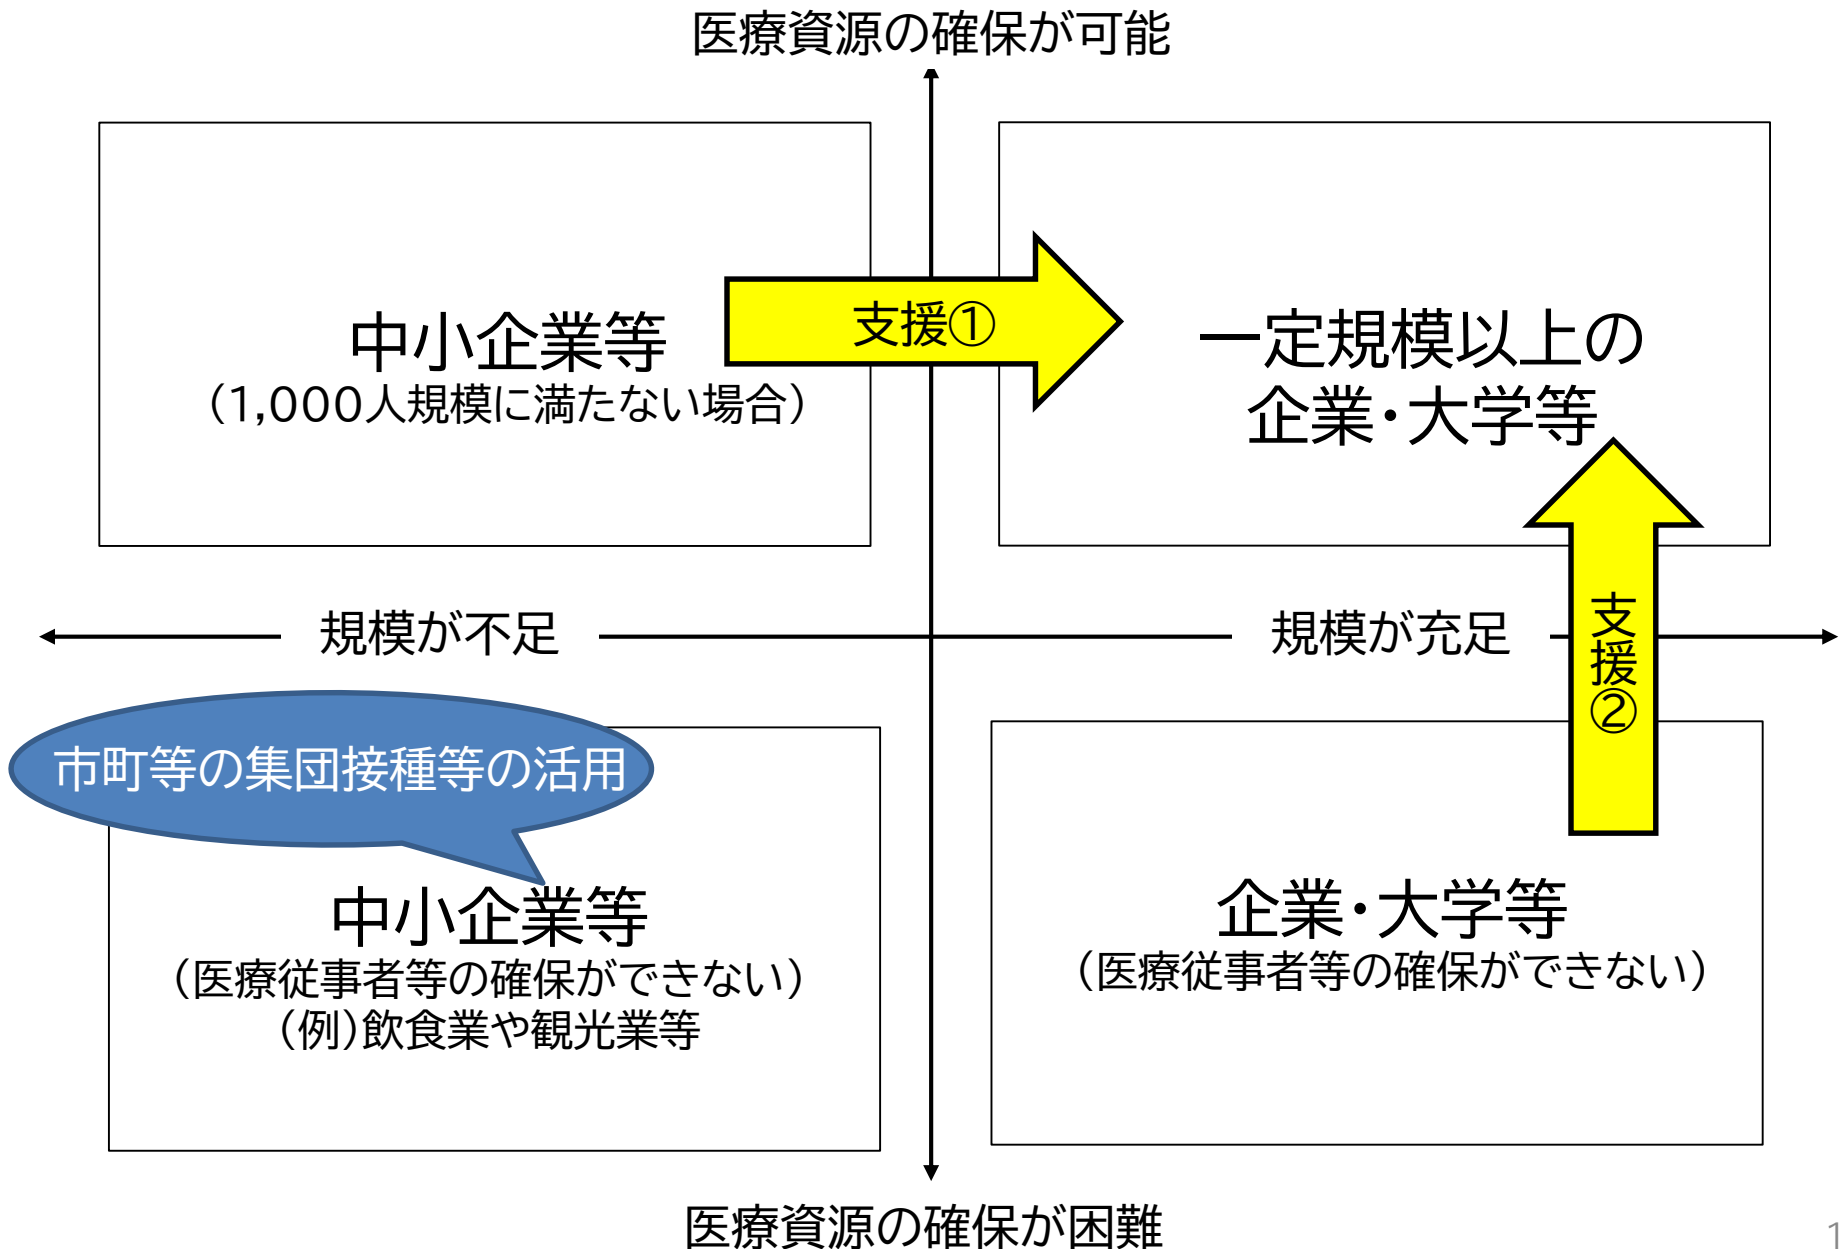 医療資源の確保が可能
中小企業等
（1,000人規模に満たない場合）
支援①
一定規模以上の
企業・大学等
規模が不足
規模が充足
支援②
市町等の集団接種等の活用
中小企業等
（医療従事者等の確保ができない）
（例）飲食業や観光業等
企業・大学等
（医療従事者等の確保ができない）
医療資源の確保が困難
1